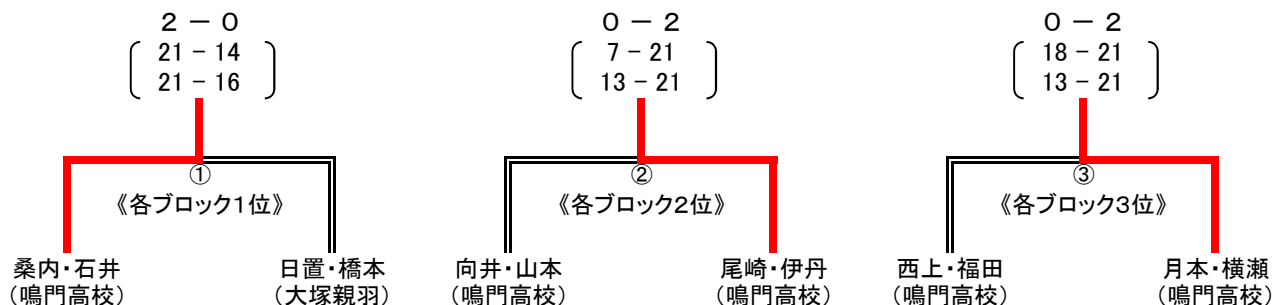 2 － 0
21 － 14
21 － 16
①
《各ブロック1位》
桑内・石井
(鳴門高校)
日置・橋本
(大塚親羽)
0 － 2
7 － 21
13 － 21
②
《各ブロック2位》
向井・山本
(鳴門高校)
尾崎・伊丹
(鳴門高校)
0 － 2
18 － 21
13 － 21
③
《各ブロック3位》
西上・福田
(鳴門高校)
月本・横瀬
(鳴門高校)